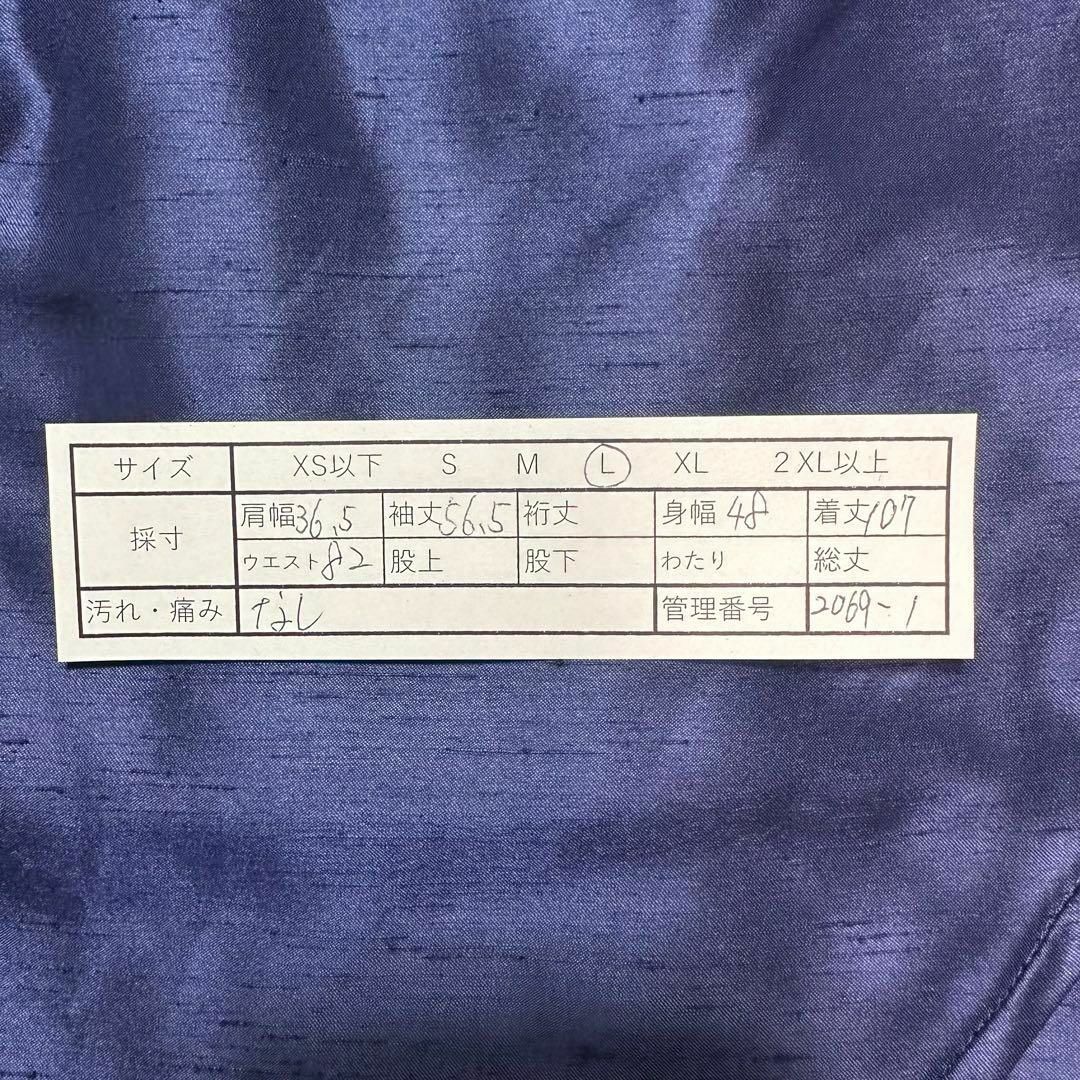 サイズ XS以下 S M L XL 2XL以上
採寸 肩幅36.5 袖丈56.5 裄丈 身幅48 着丈107
ウエスト82 股上 股下 わたり 総丈
汚れ・痛み なし 管理番号 2069-1